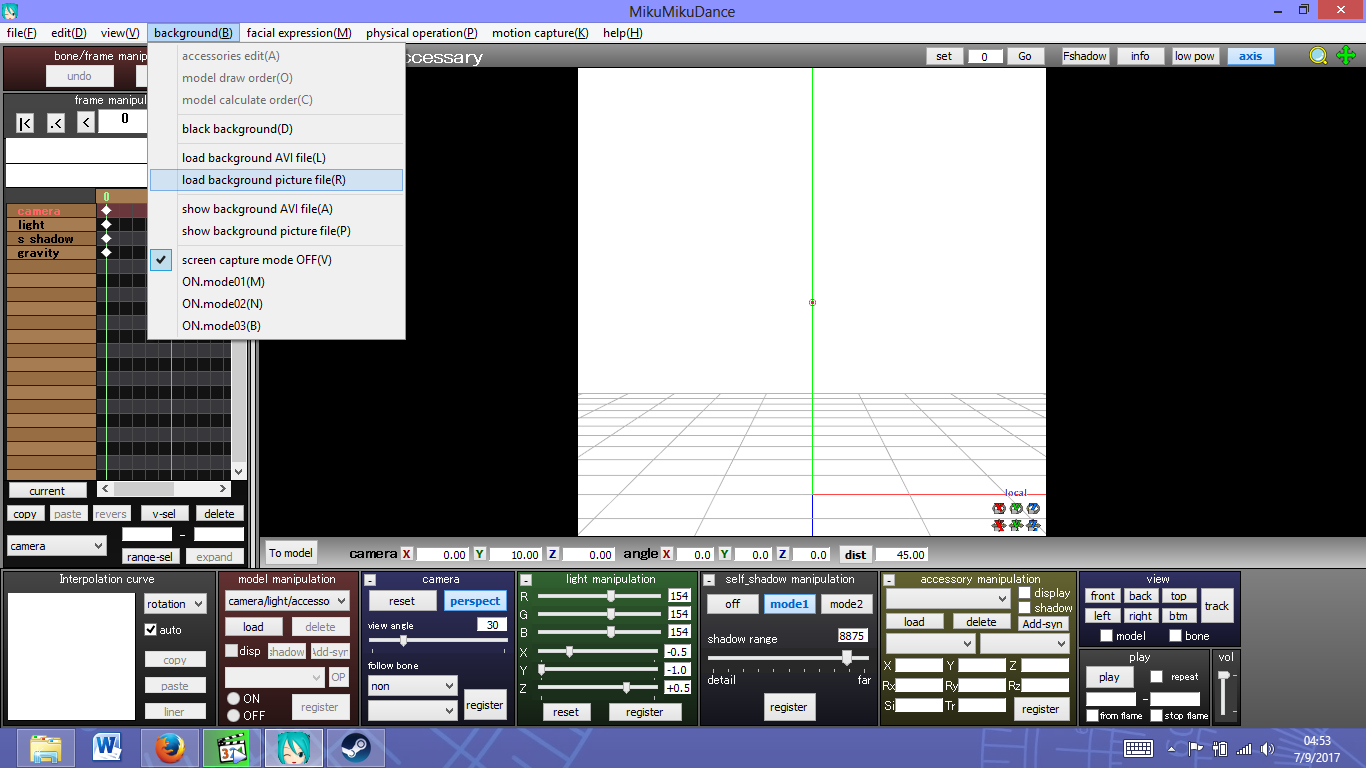 MikuMikuDance
file(F) edit(D) view(V) background(B) facial expression(M) physical operation(P) motion capture(K) help(H)
bone/frame manip
undo
accessories edit(A)
model draw order(O)
model calculate order(C)
black background(D)
load background AVI file(L)
load background picture file(R)
show background AVI file(A)
show background picture file(P)
screen capture mode OFF(V)
ON.mode01(M)
ON.mode02(N)
ON.mode03(B)
ccessary
set 0 Go Fshadow info low pow axis
frame manipul
|< .< < 0
0
camera
light
s shadow
gravity
current < >
copy paste revers v-sel delete
-
camera range-sel expand
local
To model camera X 0.00 Y 10.00 Z 0.00 angle X 0.0 Y 0.0 Z 0.0 dist 45.00
Interpolation curve
rotation
auto
copy
paste
liner
model manipulation
camera/light/accesso
load delete
disp shadow Add-syn
OP
ON
OFF
register
- camera
reset perspect
view angle 30
follow bone
non
register
- light manipulation
R 154
G 154
B 154
X -0.5
Y -1.0
Z +0.5
reset register
- self_shadow manipulation
off mode1 mode2
shadow range 8875
detail far
register
- accessory manipulation
display
shadow
load delete Add-syn
X Y Z
Rx Ry Rz
Si Tr register
view
front back top
left right btm
track
model bone
play
play repeat
-
from flame stop flame
vol
W
04:53
7/9/2017